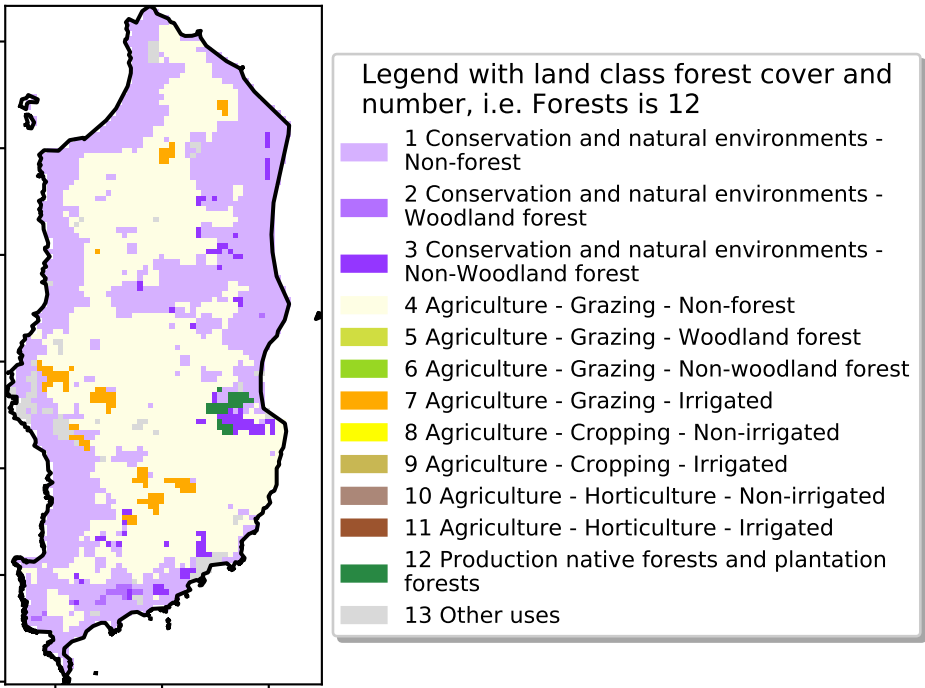 Legend with land class forest cover and
number, i.e. Forests is 12
1 Conservation and natural environments -
Non-forest
2 Conservation and natural environments -
Woodland forest
3 Conservation and natural environments -
Non-Woodland forest
4 Agriculture - Grazing - Non-forest
5 Agriculture - Grazing - Woodland forest
6 Agriculture - Grazing - Non-woodland forest
7 Agriculture - Grazing - Irrigated
8 Agriculture - Cropping - Non-irrigated
9 Agriculture - Cropping - Irrigated
10 Agriculture - Horticulture - Non-irrigated
11 Agriculture - Horticulture - Irrigated
12 Production native forests and plantation
forests
13 Other uses